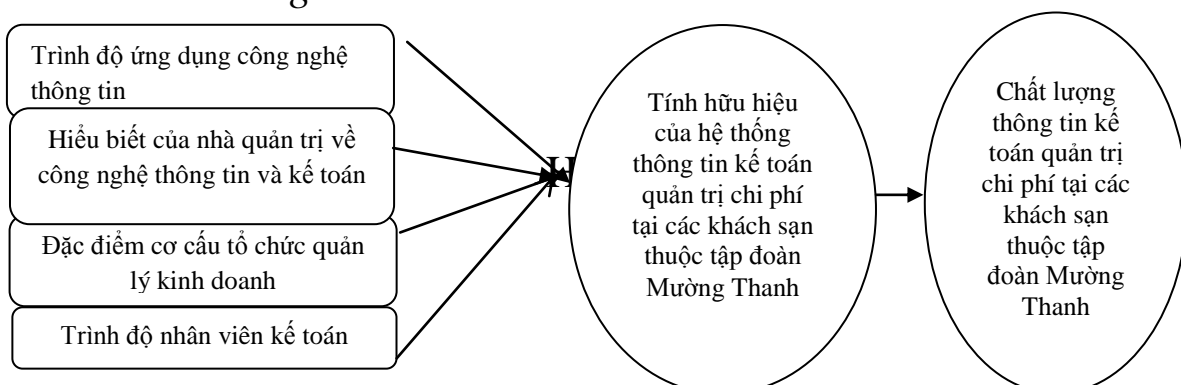 Trình độ ứng dụng công nghệ
thông tin
Hiểu biết của nhà quản trị về
công nghệ thông tin và kế toán
Đặc điểm cơ cấu tổ chức quản
lý kinh doanh
Trình độ nhân viên kế toán
H
Tính hữu hiệu
của hệ thống
thông tin kế toán
quản trị chi phí
tại các khách sạn
thuộc tập đoàn
Mường Thanh
Chất lượng
thông tin kế
toán quản trị
chi phí tại các
khách sạn
thuộc tập
đoàn Mường
Thanh